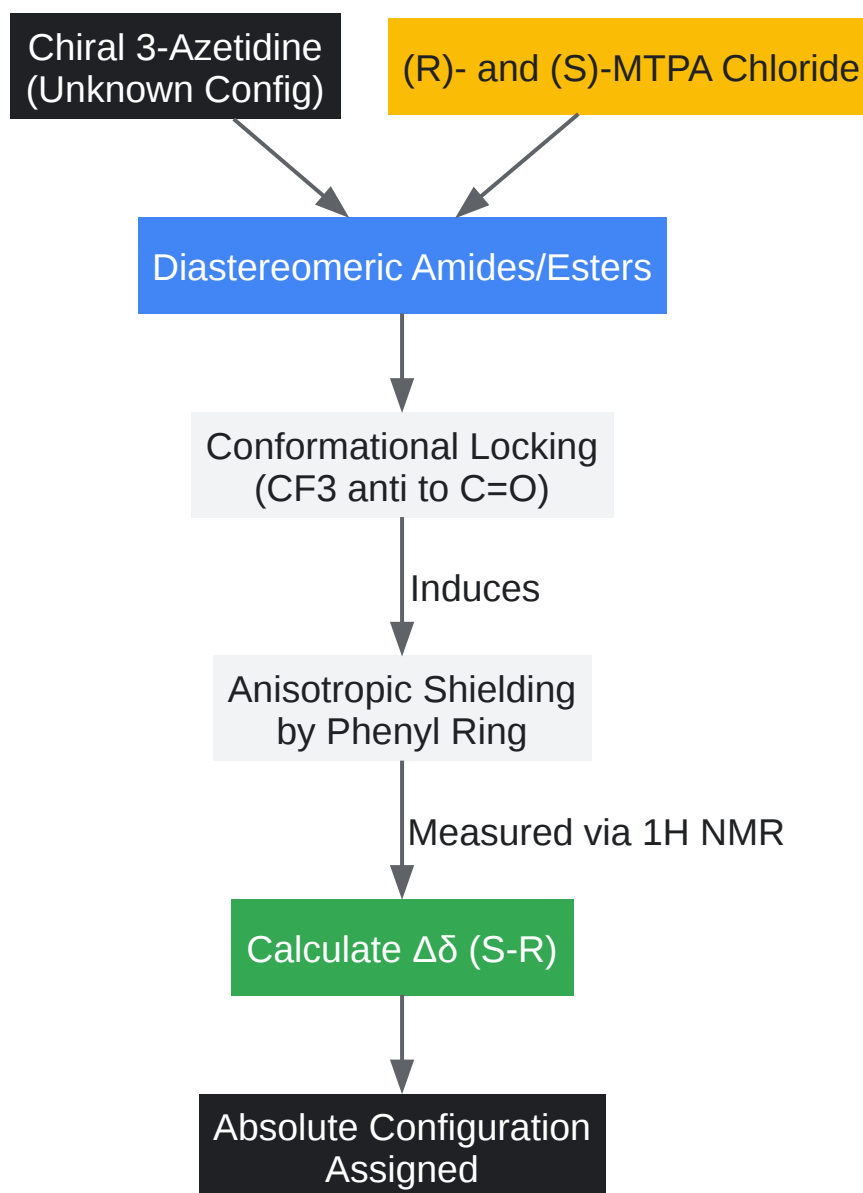 Chiral 3-Azetidine
(Unknown Config)
(R)- and (S)-MTPA Chloride
Diastereomeric Amides/Esters
Conformational Locking
(CF3 anti to C=O)
Induces
Anisotropic Shielding
by Phenyl Ring
Measured via 1H NMR
Calculate Δδ (S-R)
Absolute Configuration
Assigned